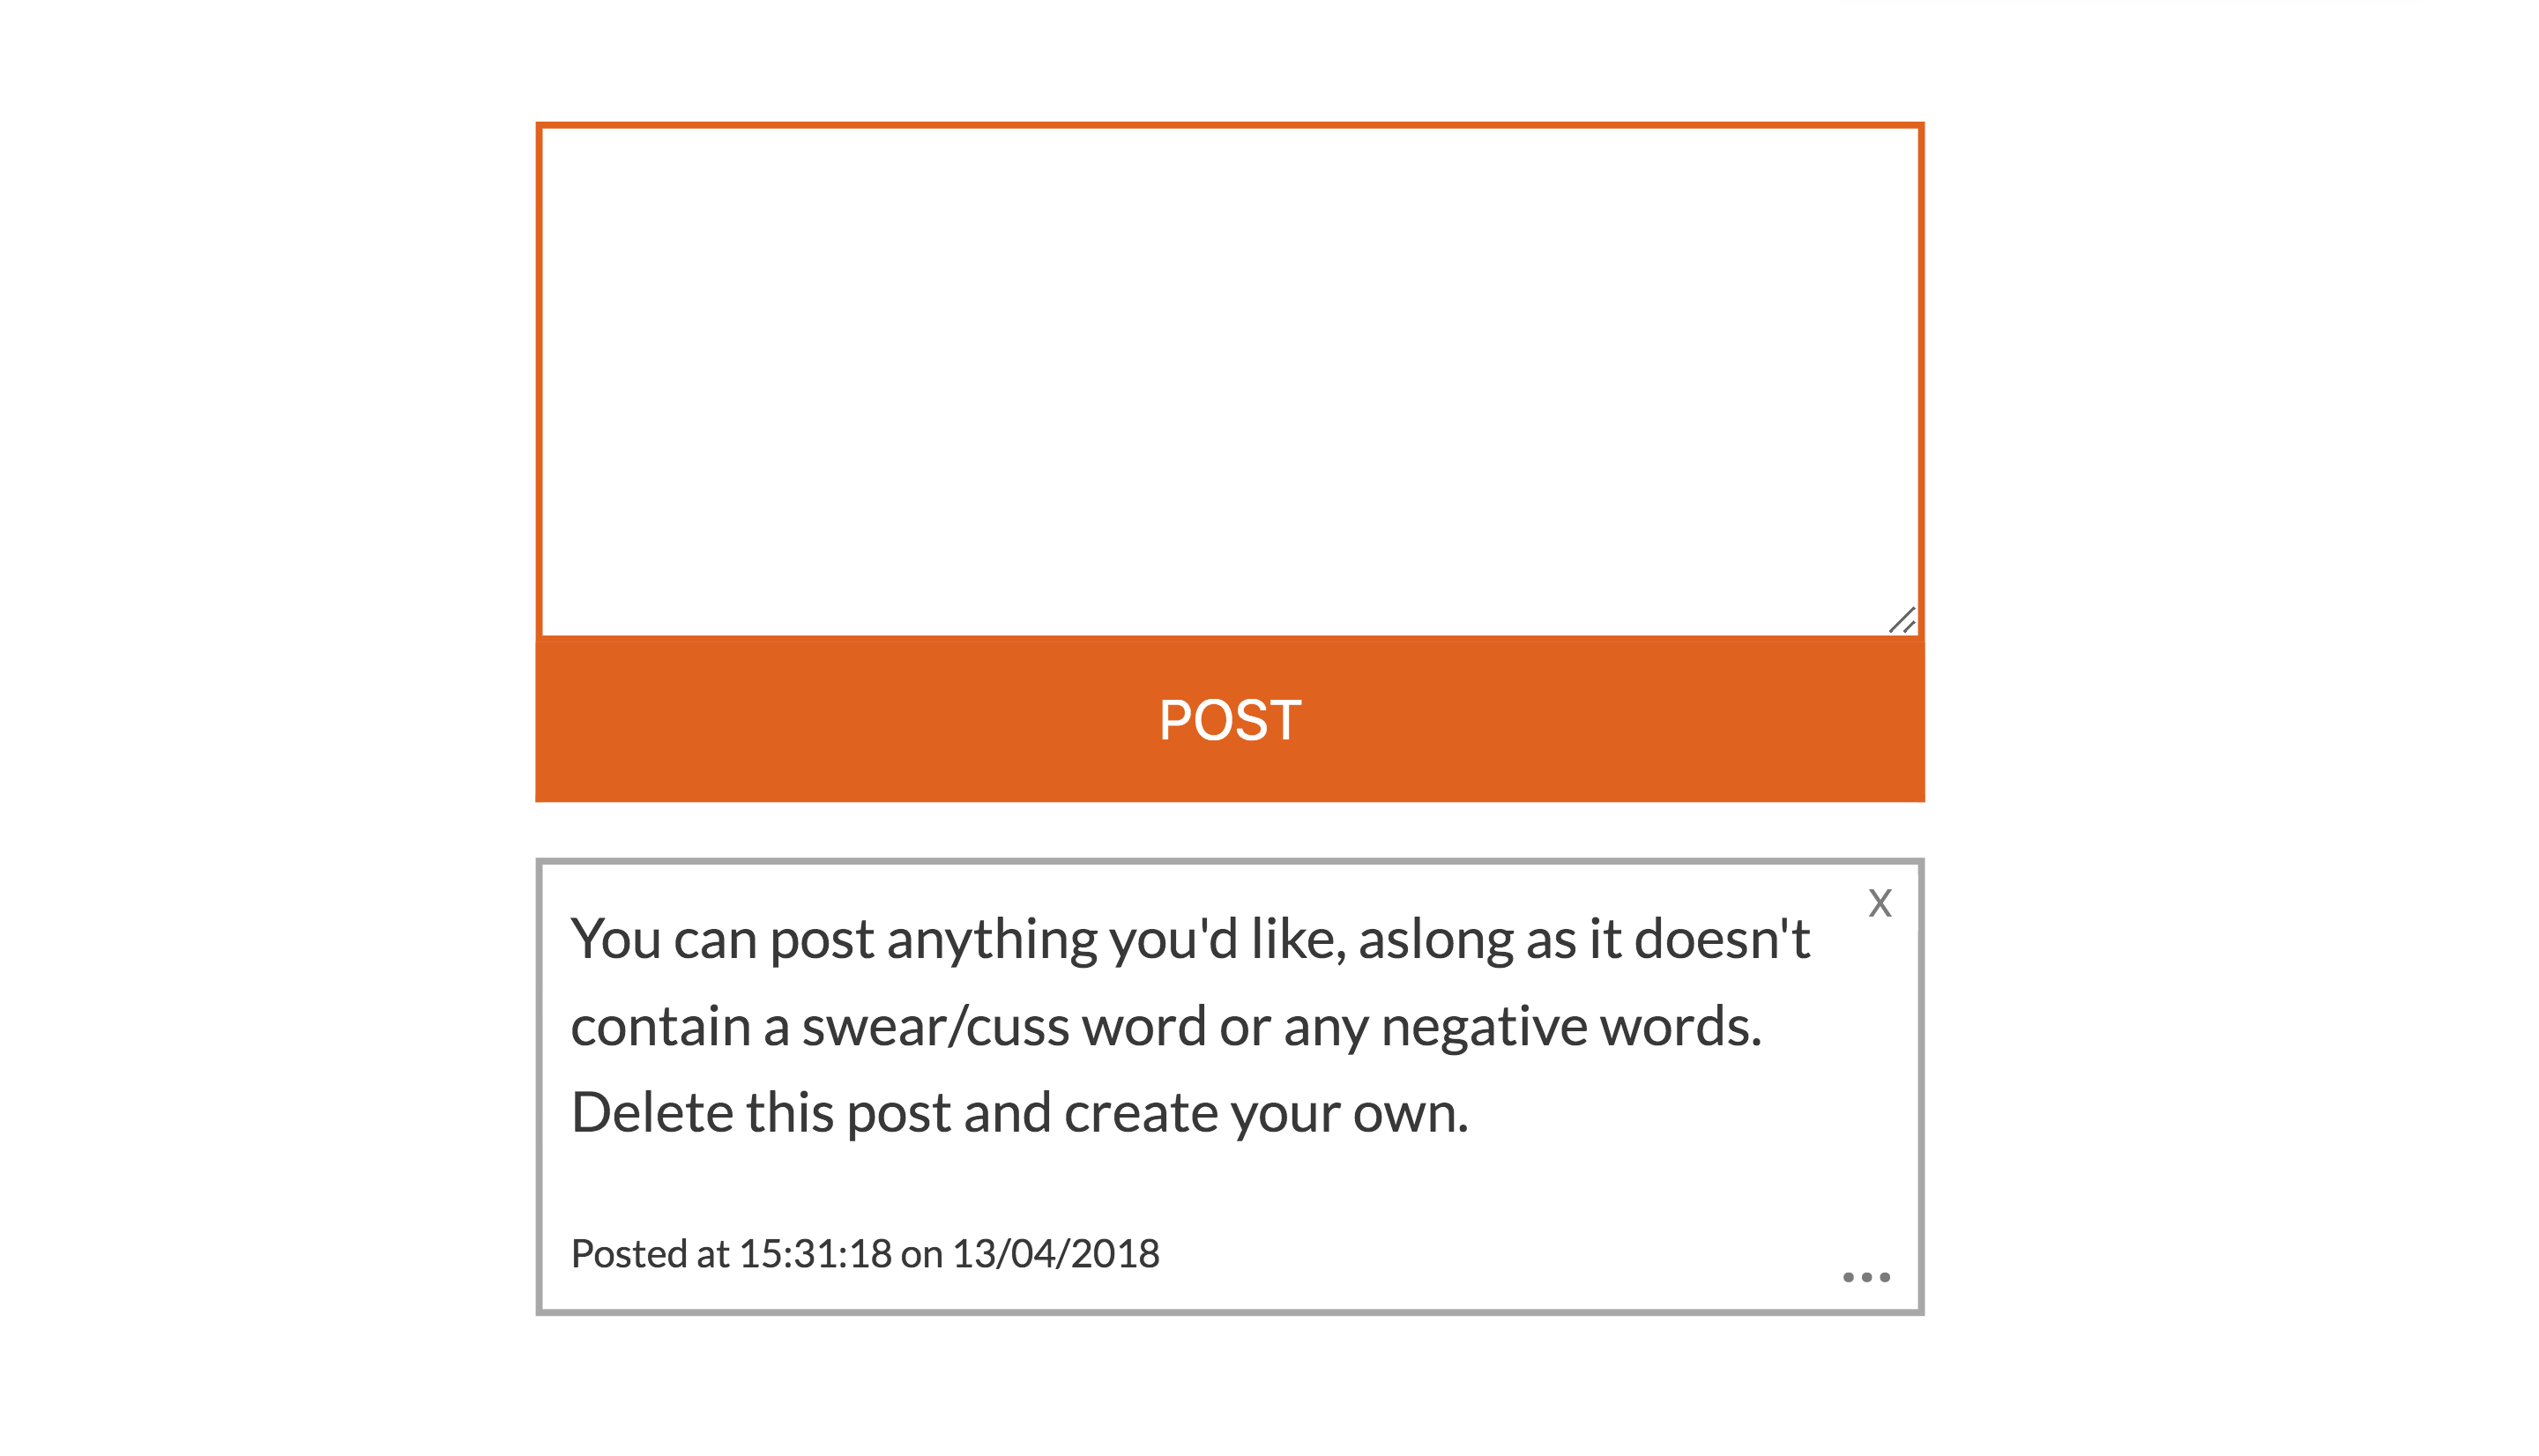 POST
X
You can post anything you'd like, aslong as it doesn't
contain a swear/cuss word or any negative words.
Delete this post and create your own.
Posted at 15:31:18 on 13/04/2018
...